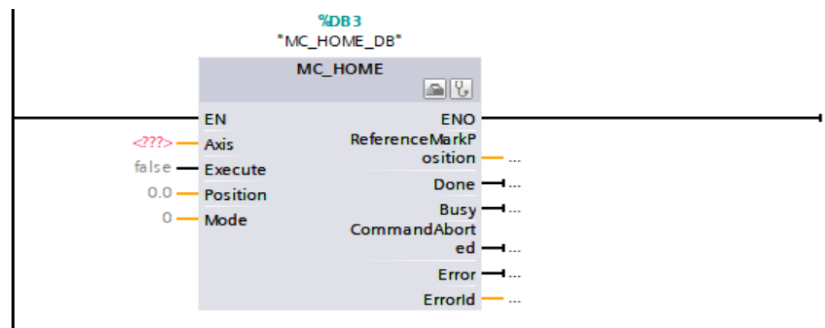 %DB3
"MC_HOME_DB"
MC_HOME
EN ENO
<???> Axis ReferenceMarkP
osition ...
false Execute
Done ...
0.0 Position
Busy ...
0 Mode
CommandAbort
ed ...
Error ...
ErrorId ...